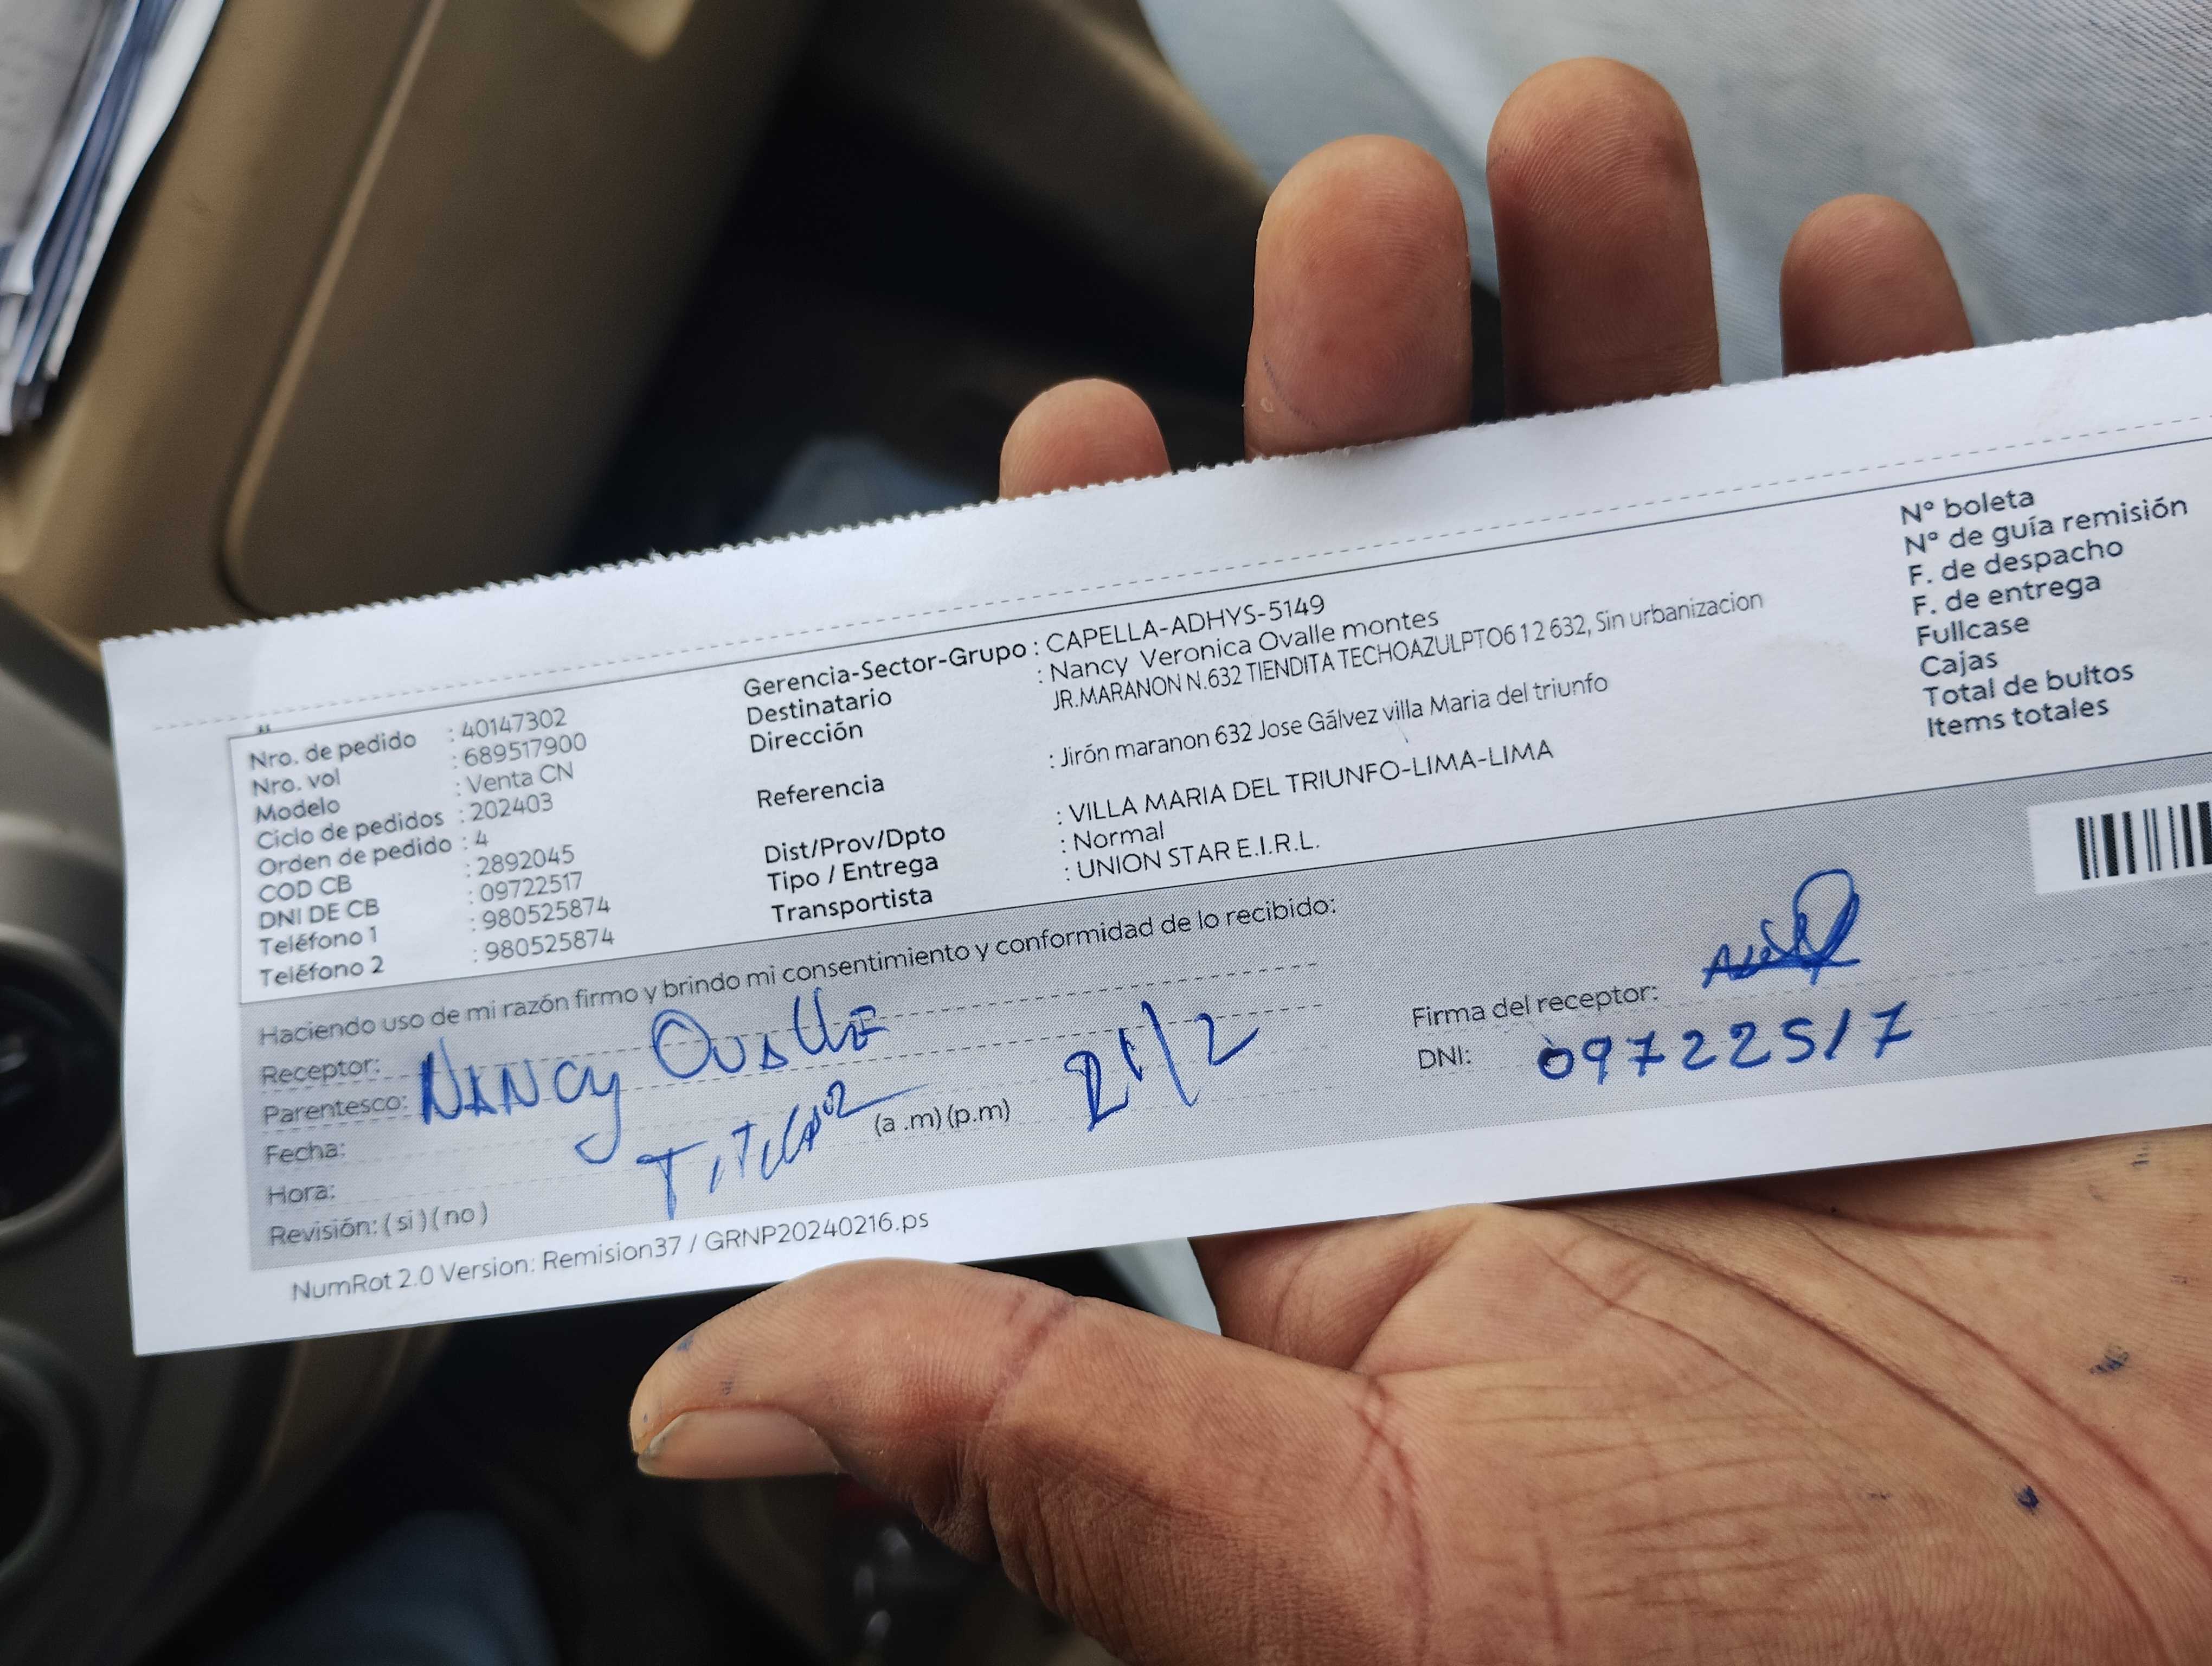 Nro. de pedido : 40147302
Nro. vol : 689517900
Modelo : Venta CN
Ciclo de pedidos : 202403
Orden de pedido : 4
COD CB : 2892045
DNI DE CB : 09722517
Teléfono 1 : 980525874
Teléfono 2 : 980525874
Gerencia-Sector-Grupo : CAPELLA-ADHYS-5149
Destinatario : Nancy Veronica Ovalle montes
Dirección JR.MARANON N.632 TIENDITA TECHOAZULPTO6 1 2 632, Sin urbanizacion
Referencia : Jirón maranon 632 Jose Gálvez villa Maria del triunfo
Dist/Prov/Dpto : VILLA MARIA DEL TRIUNFO-LIMA-LIMA
Tipo / Entrega : Normal
Transportista : UNION STAR E.I.R.L.
Nº boleta
Nº de guía remisión
F. de despacho
F. de entrega
Fullcase
Cajas
Total de bultos
Items totales
Haciendo uso de mi razón firmo y brindo mi consentimiento y conformidad de lo recibido:
Receptor: NANCY OVALLE
Parentesco:
Fecha: 21/2
Hora: (a .m) (p.m)
Revisión: ( si ) ( no )
Firma del receptor:
DNI: 09722517
NumRot 2.0 Version: Remision37 / GRNP20240216.ps